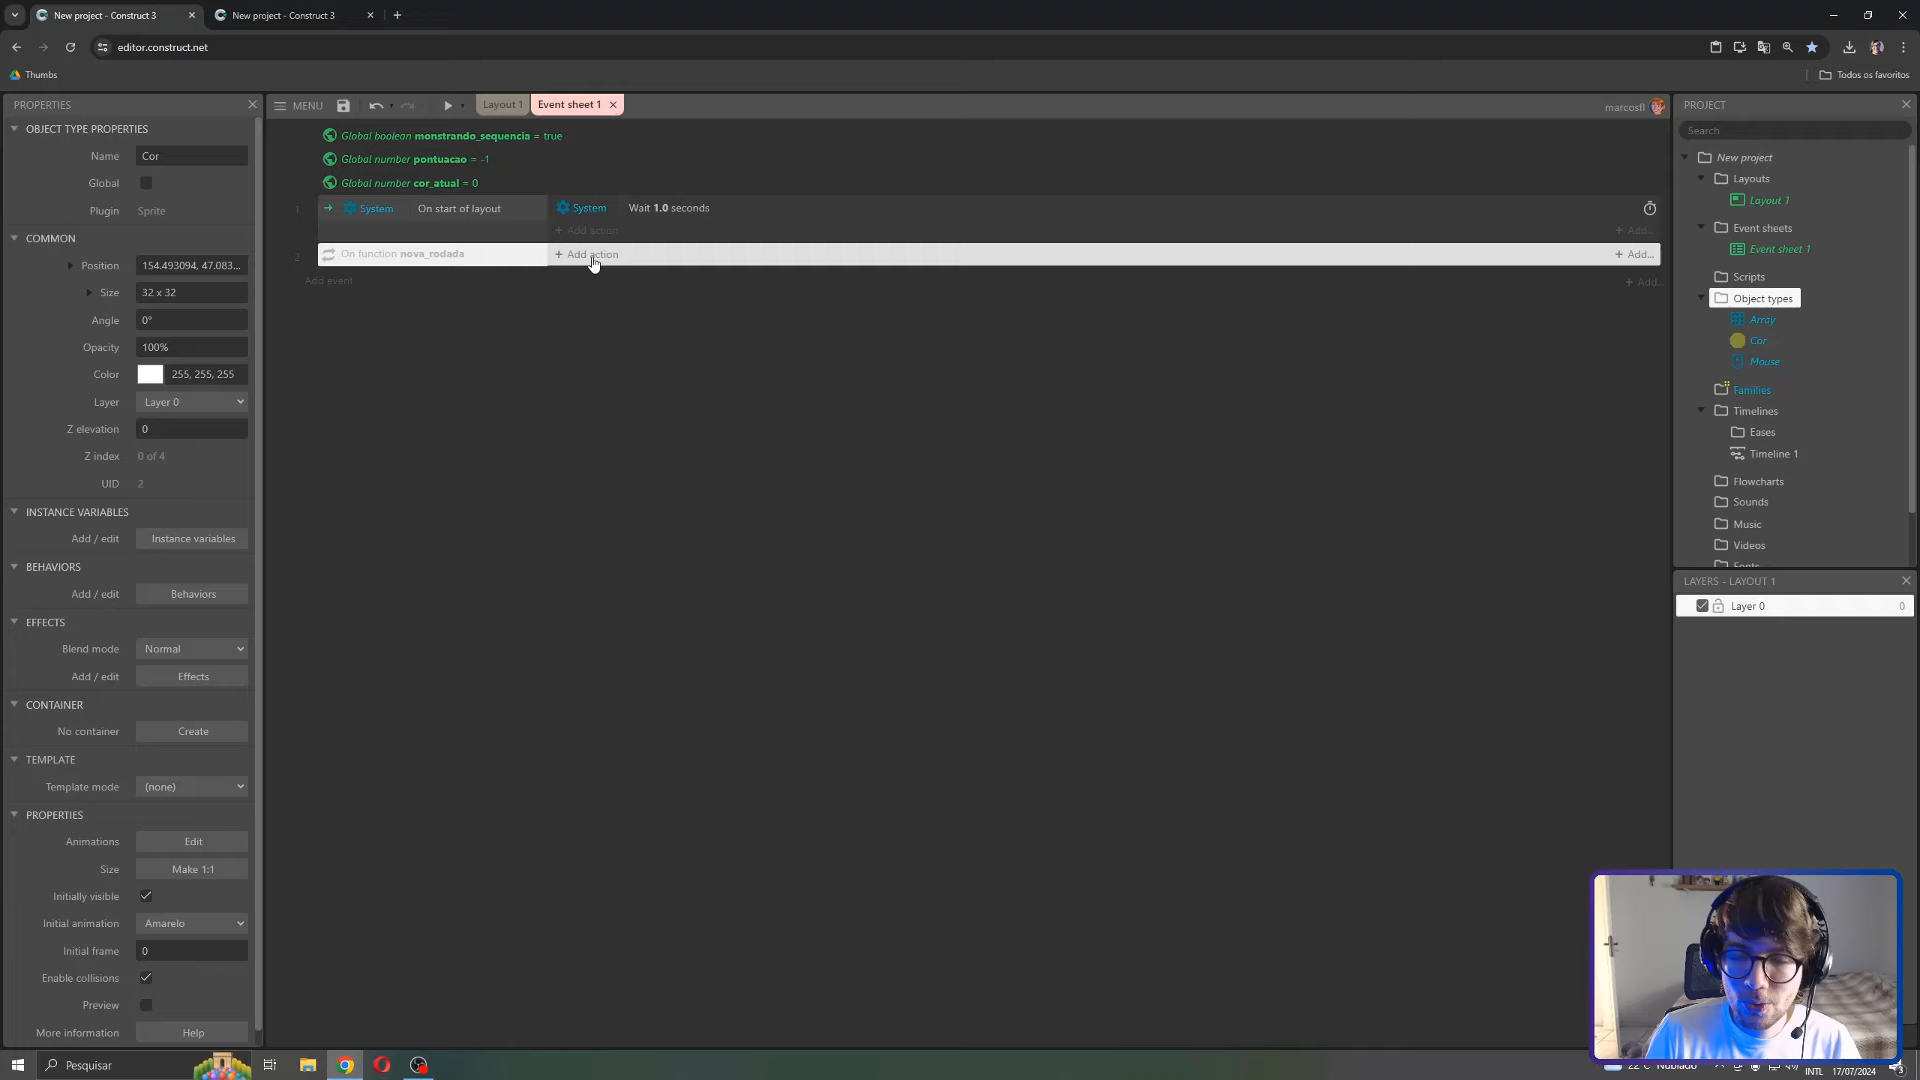 New project - Construct 3
New project - Construct 3
editor.construct.net
Thumbs
Todos os favoritos
PROPERTIES
OBJECT TYPE PROPERTIES
Name Cor
Global
Plugin Sprite
COMMON
Position 154.493094, 47.083...
Size 32 x 32
Angle 0°
Opacity 100%
Color 255, 255, 255
Layer Layer 0
Z elevation 0
Z index 0 of 4
UID 2
INSTANCE VARIABLES
Add / edit Instance variables
BEHAVIORS
Add / edit Behaviors
EFFECTS
Blend mode Normal
Add / edit Effects
CONTAINER
No container Create
TEMPLATE
Template mode (none)
PROPERTIES
Animations Edit
Size Make 1:1
Initially visible
Initial animation Amarelo
Initial frame 0
Enable collisions
Preview
More information Help
MENU
Layout 1
Event sheet 1
marcosfl
Global boolean monstrando_sequencia = true
Global number pontuacao = -1
Global number cor_atual = 0
1 System On start of layout System Wait 1.0 seconds
+ Add action + Add...
2 On function nova_rodada + Add action + Add...
Add event + Add...
PROJECT
Search
New project
Layouts
Layout 1
Event sheets
Event sheet 1
Scripts
Object types
Array
Cor
Mouse
Families
Timelines
Eases
Timeline 1
Flowcharts
Sounds
Music
Videos
Fonts
LAYERS - LAYOUT 1
Layer 0 0
Pesquisar
22°C Nublado
INTL 17/07/2024
3